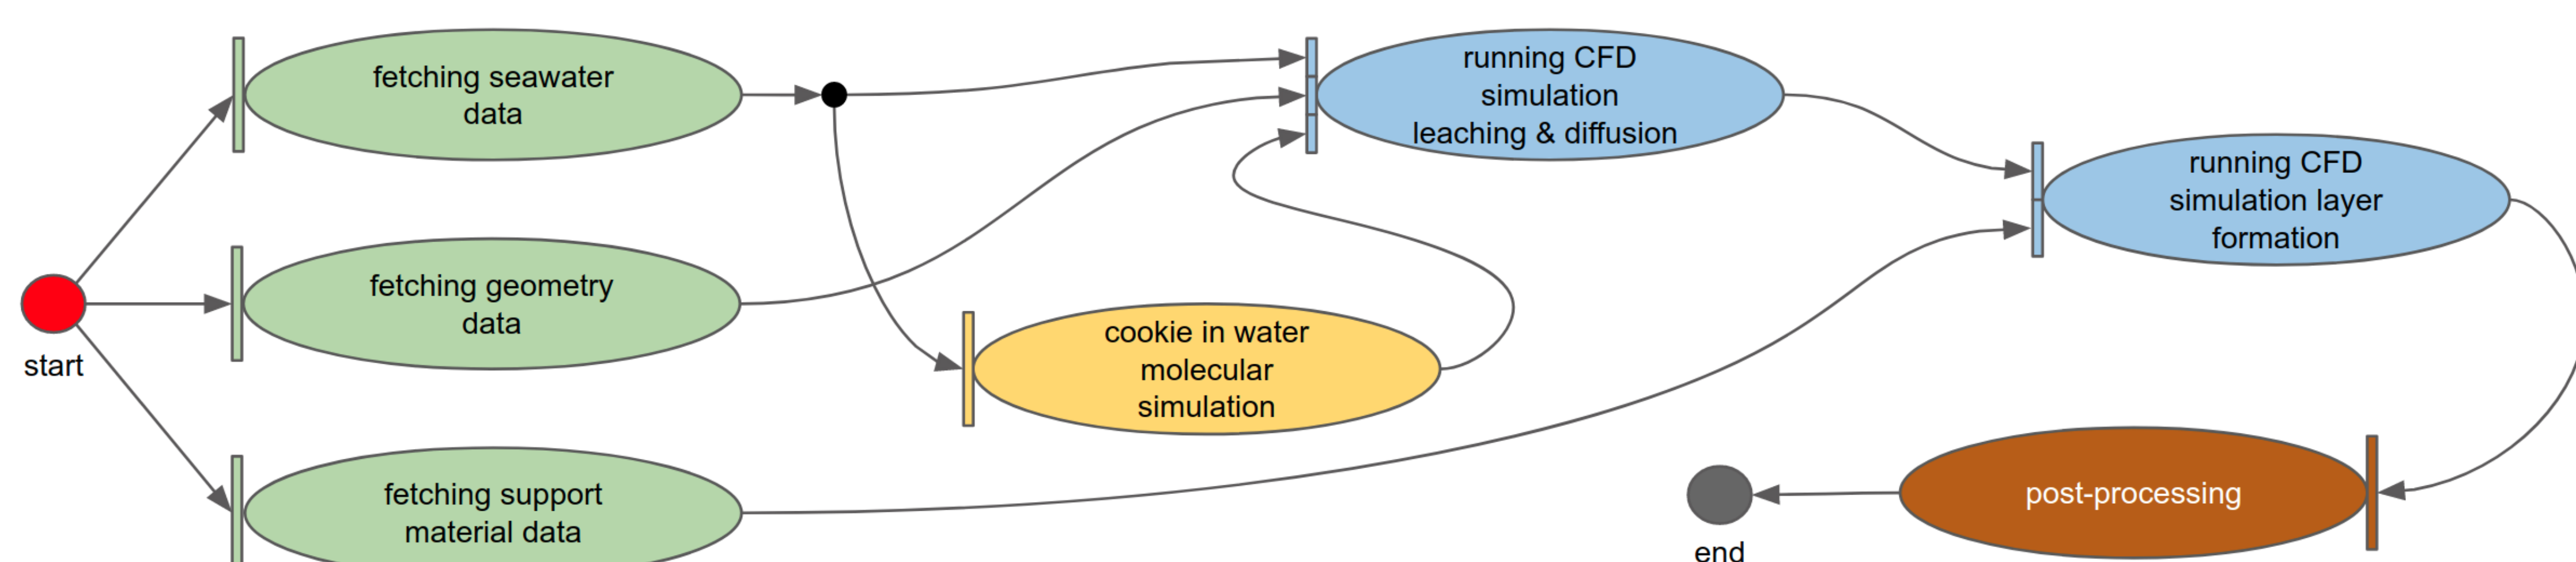 fetching seawater
data
running CFD
simulation
leaching & diffusion
running CFD
simulation layer
formation
fetching geometry
data
start
cookie in water
molecular
simulation
fetching support
material data
post-processing
end